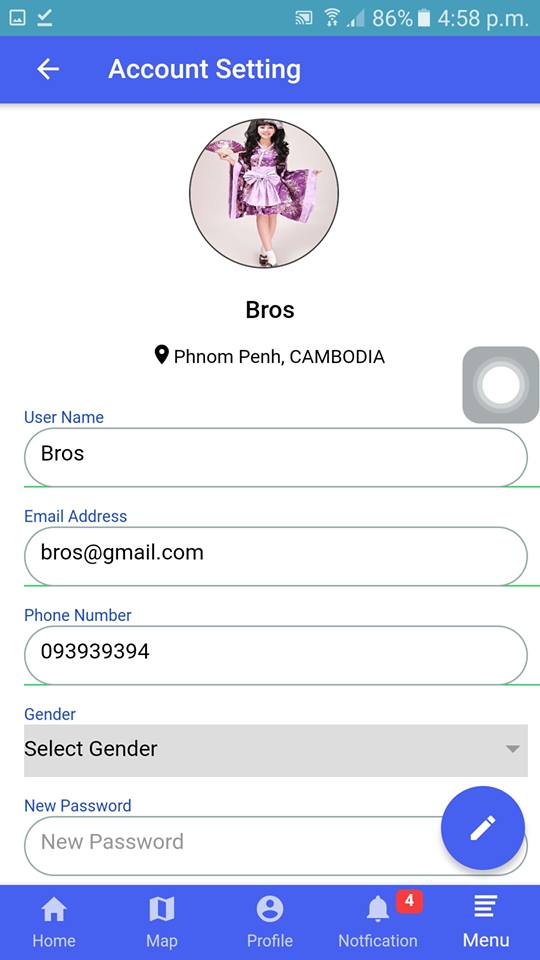 86% 4:58 p.m.
Account Setting
Bros
Phnom Penh, CAMBODIA
User Name
Bros
Email Address
bros@gmail.com
Phone Number
093939394
Gender
Select Gender
New Password
New Password
4
Home Map Profile Notfication Menu